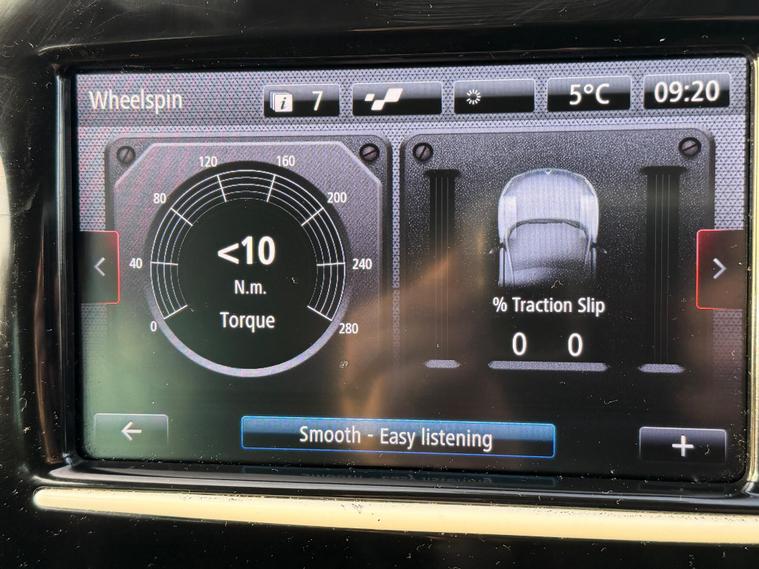 Wheelspin
i 7
5°C
09:20
0
40
80
120
160
200
240
280
<10
N.m.
Torque
% Traction Slip
0 0
Smooth - Easy listening
+